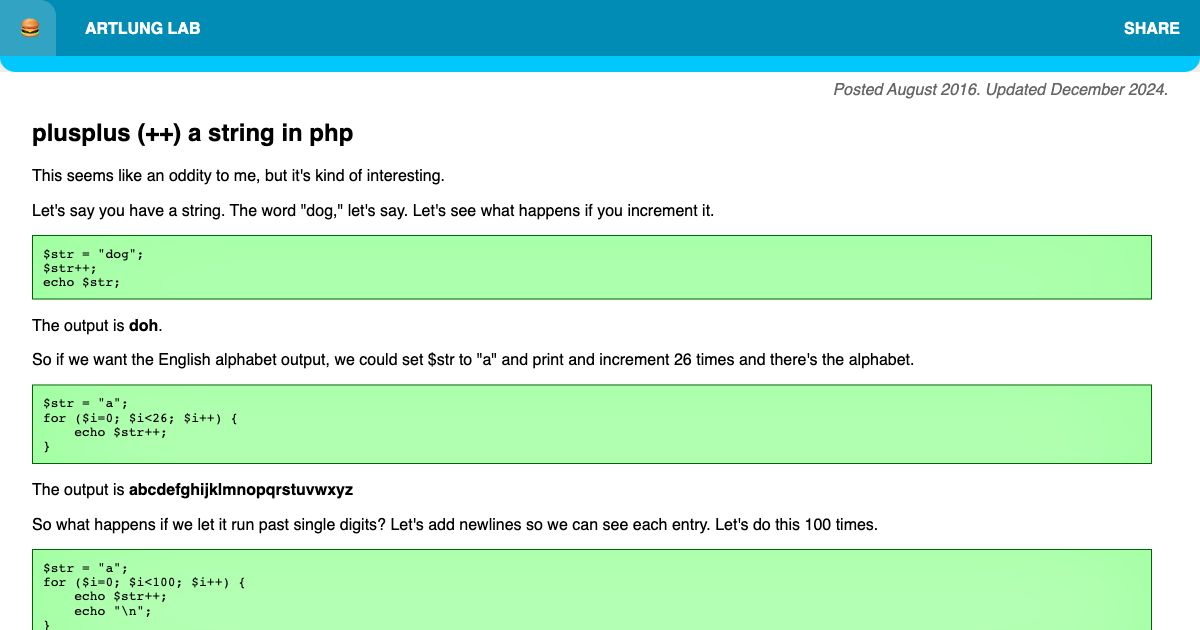 ARTLUNG LAB
SHARE
Posted August 2016. Updated December 2024.
plusplus (++) a string in php
This seems like an oddity to me, but it's kind of interesting.
Let's say you have a string. The word "dog," let's say. Let's see what happens if you increment it.
$str = "dog";
$str++;
echo $str;
The output is doh.
So if we want the English alphabet output, we could set $str to "a" and print and increment 26 times and there's the alphabet.
$str = "a";
for ($i=0; $i<26; $i++) {
    echo $str++;
}
The output is abcdefghijklmnopqrstuvwxyz
So what happens if we let it run past single digits? Let's add newlines so we can see each entry. Let's do this 100 times.
$str = "a";
for ($i=0; $i<100; $i++) {
    echo $str++;
    echo "\n";
}